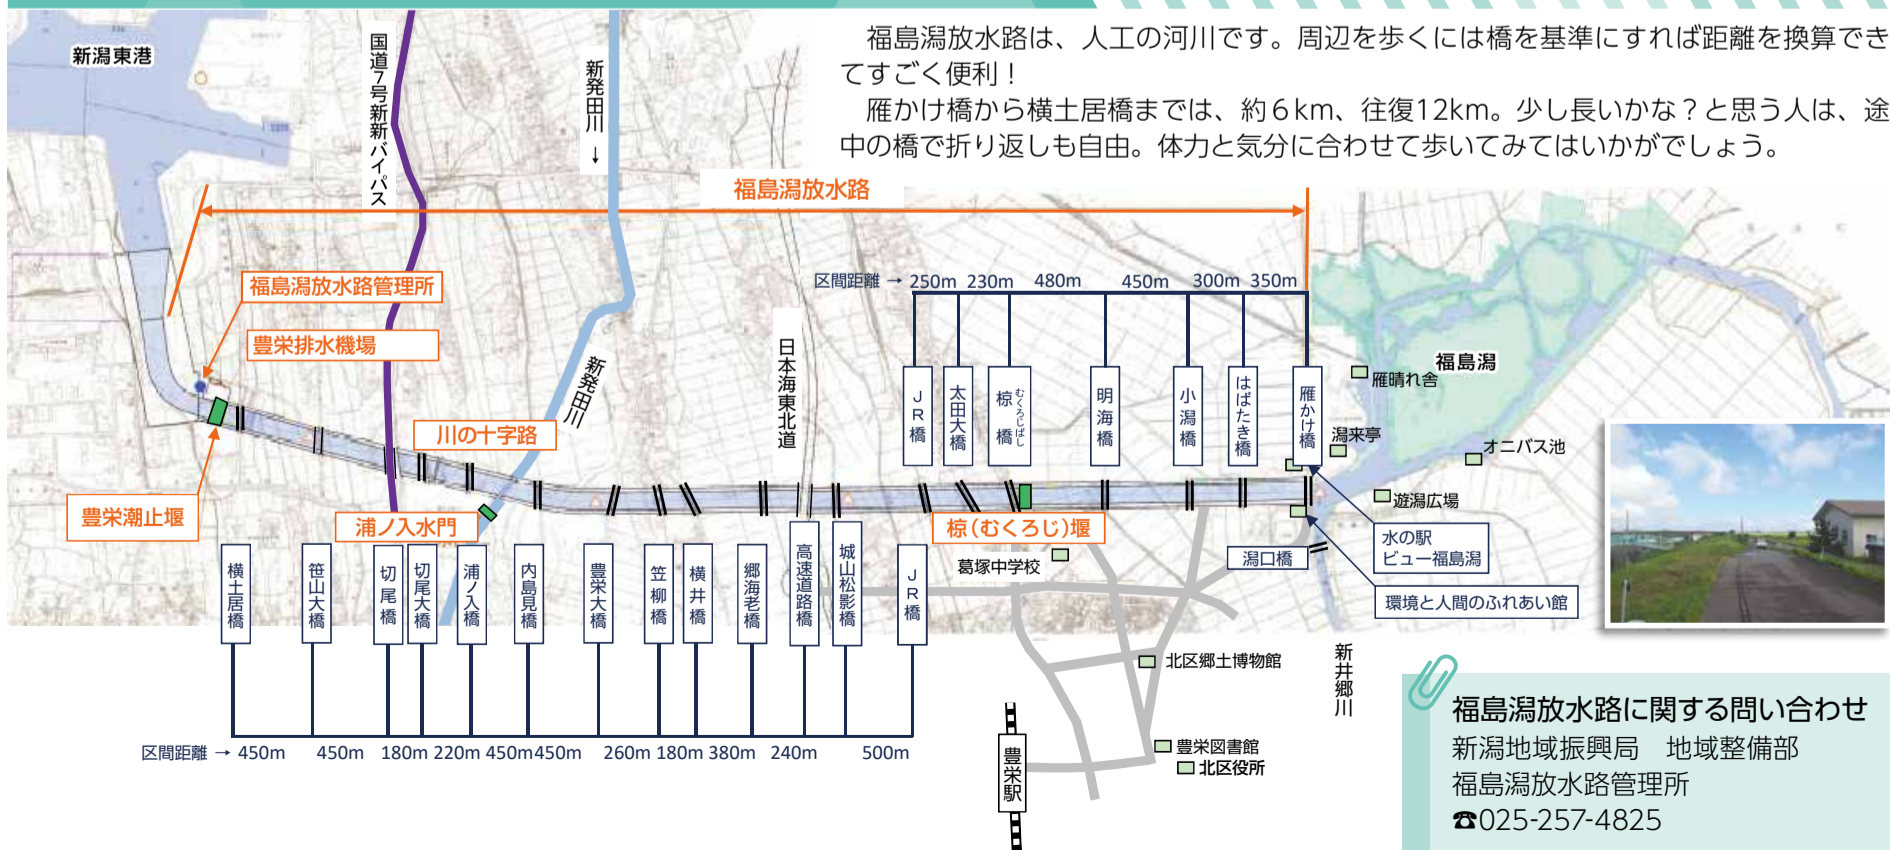 福島潟放水路は、人工の河川です。周辺を歩くには橋を基準にすれば距離を換算でき
てすごく便利！
雁かけ橋から横土居橋までは、約６km、往復12km。少し長いかな？と思う人は、途
中の橋で折り返しも自由。体力と気分に合わせて歩いてみてはいかがでしょう。
新潟東港
国道7号新新バイパス
新発田川 →
福島潟放水路
福島潟放水路管理所
豊栄排水機場
川の十字路
新発田川
日本海東北道
豊栄潮止堰
浦ノ入水門
区間距離 → 250m 230m 480m 450m 300m 350m
JR橋
太田大橋
椋橋
むくろじばし
明海橋
小潟橋
はばたき橋
雁かけ橋
福島潟
雁晴れ舎
潟来亭
オニバス池
遊潟広場
椋（むくろじ）堰
葛塚中学校
潟口橋
水の駅
ビュー福島潟
環境と人間のふれあい館
横土居橋
笹山大橋
切尾橋
切尾大橋
浦ノ入橋
内島見橋
豊栄大橋
笠柳橋
横井橋
郷海老橋
高速道路橋
城山松影橋
JR橋
区間距離 → 450m 450m 180m 220m 450m 450m 260m 180m 380m 240m 500m
北区郷土博物館
新井郷川
豊栄図書館
北区役所
豊栄駅
福島潟放水路に関する問い合わせ
新潟地域振興局　地域整備部
福島潟放水路管理所
☎025-257-4825